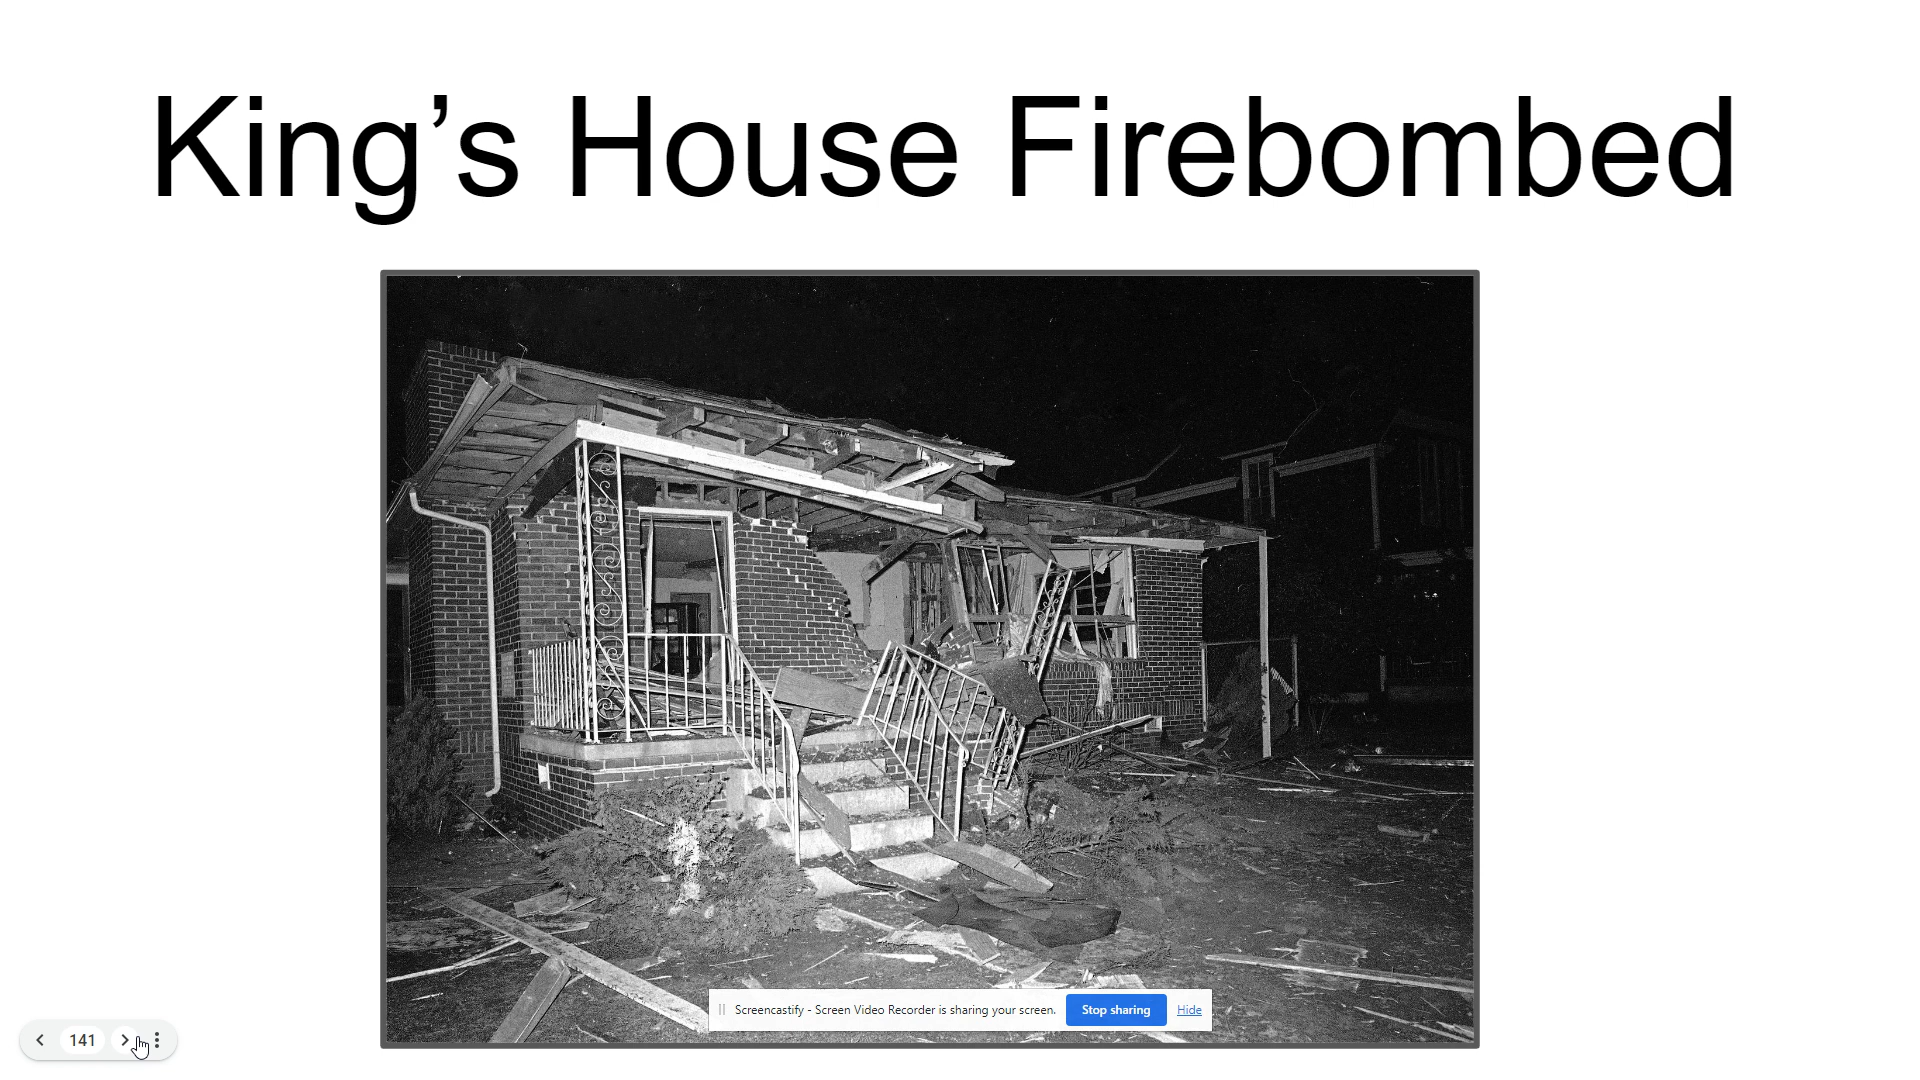 King’s House Firebombed
Screencastify - Screen Video Recorder is sharing your screen. Stop sharing Hide
141